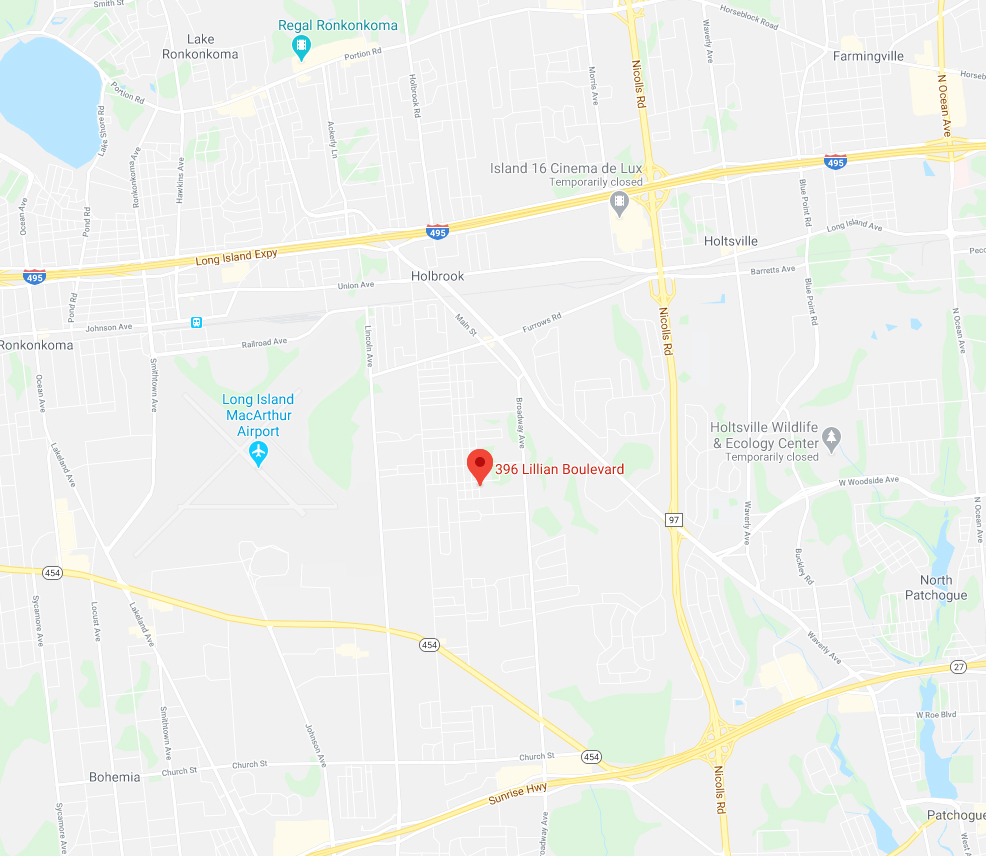 Smith St
Horseblock Road
Regal Ronkonkoma
Lake
Ronkonkoma
Portion Rd
Waverly Ave
Farmingville
Horseb
Nicolls Rd
N Ocean Ave
Portion Rd
Holbrook Rd
Morris Ave
Lake Shore Rd
Ackerly Ln
Ronkonkoma Ave
Hawkins Ave
Island 16 Cinema de Lux
Temporarily closed
495
Blue Point Rd
Ocean Ave
Pond Rd
495
Long Island Ave
Holtsville
Long Island Expy
Peco
495
Holbrook
Barretts Ave
Union Ave
Blue Point Rd
Pond Rd
Johnson Ave
Main St
Furrows Rd
Nicolls Rd
N Ocean Ave
Ronkonkoma
Railroad Ave
Lincoln Ave
Ocean Ave
Smithtown Ave
Long Island
MacArthur
Airport
Broadway Ave
97
Holtsville Wildlife
& Ecology Center
Temporarily closed
Lakeland Ave
396 Lillian Boulevard
W Woodside Ave
97
Waverly Ave
N Ocean Ave
454
Buckley Rd
North
Patchogue
Sycamore Ave
Locust Ave
Lakeland Ave
454
Waverly Ave
27
Smithtown Ave
W Roe Blvd
Johnson Ave
Church St
454
Bohemia
Church St
Sunrise Hwy
Nicolls Rd
Sycamore Ave
Patchogue